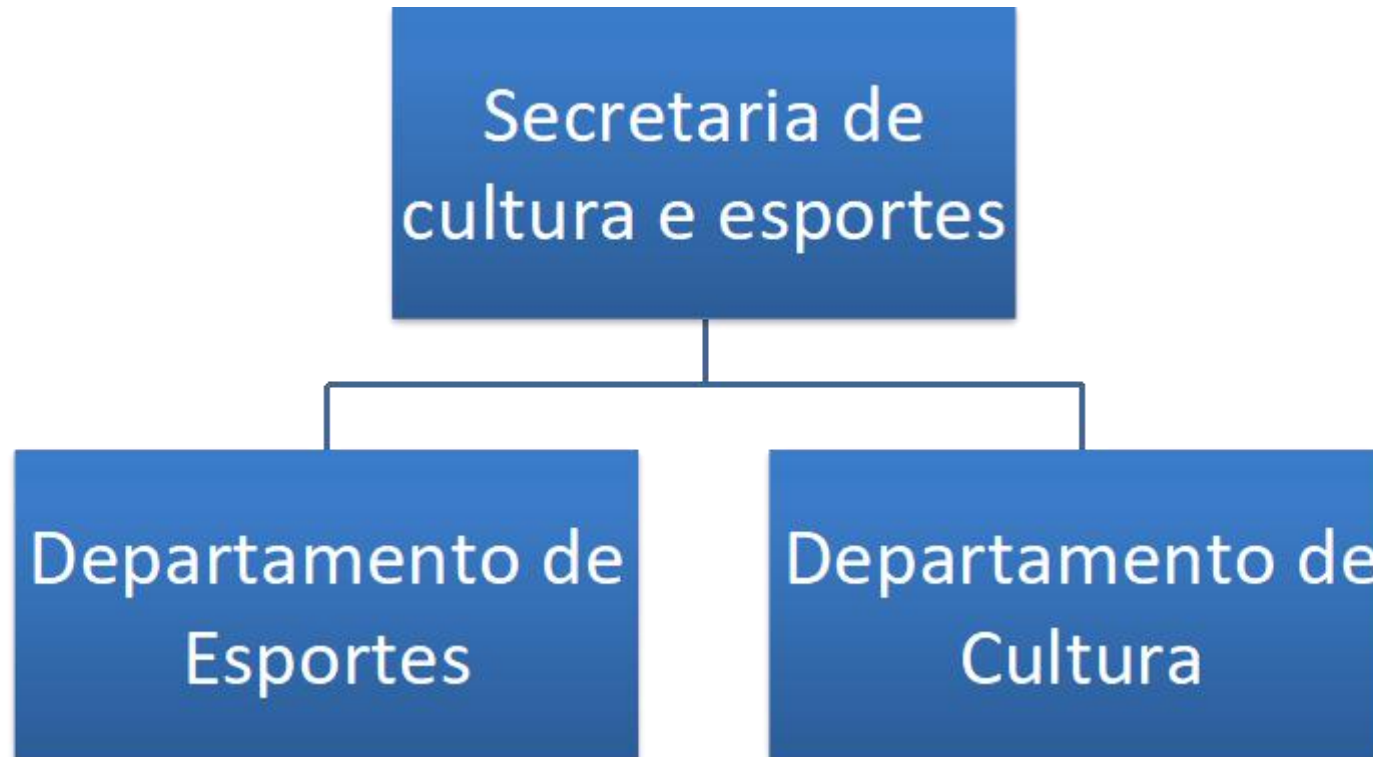 Secretaria de
cultura e esportes
Departamento de
Esportes
Departamento de
Cultura